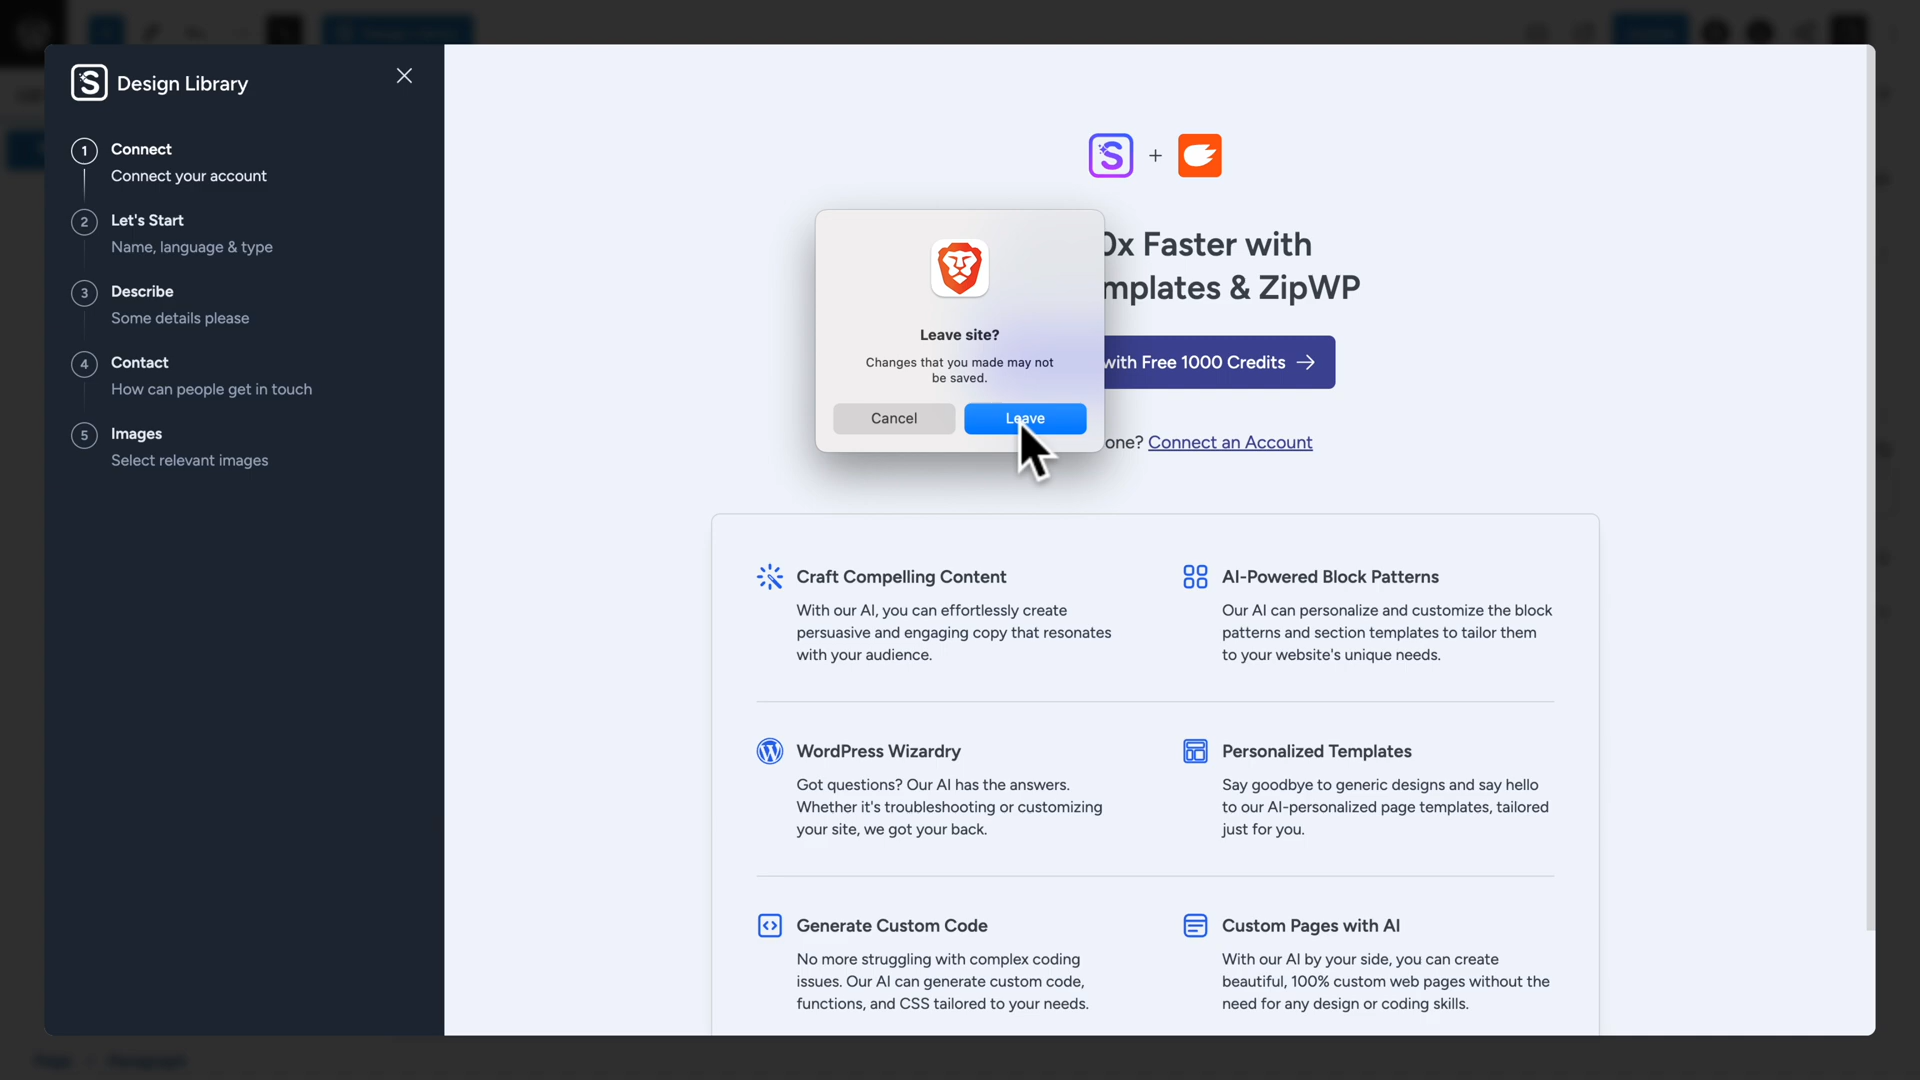 Design Library
1
Connect
Connect your account
2
Let's Start
Name, language & type
3
Describe
Some details please
4
Contact
How can people get in touch
5
Images
Select relevant images
+
Faster with
& ZipWP
with Free 1000 Credits →
one? Connect an Account
Leave site?
Changes that you made may not
be saved.
Cancel
Leave
Craft Compelling Content
With our AI, you can effortlessly create
persuasive and engaging copy that resonates
with your audience.
AI-Powered Block Patterns
Our AI can personalize and customize the block
patterns and section templates to tailor them
to your website's unique needs.
WordPress Wizardry
Got questions? Our AI has the answers.
Whether it's troubleshooting or customizing
your site, we got your back.
Personalized Templates
Say goodbye to generic designs and say hello
to our AI-personalized page templates, tailored
just for you.
Generate Custom Code
No more struggling with complex coding
issues. Our AI can generate custom code,
functions, and CSS tailored to your needs.
Custom Pages with AI
With our AI by your side, you can create
beautiful, 100% custom web pages without the
need for any design or coding skills.